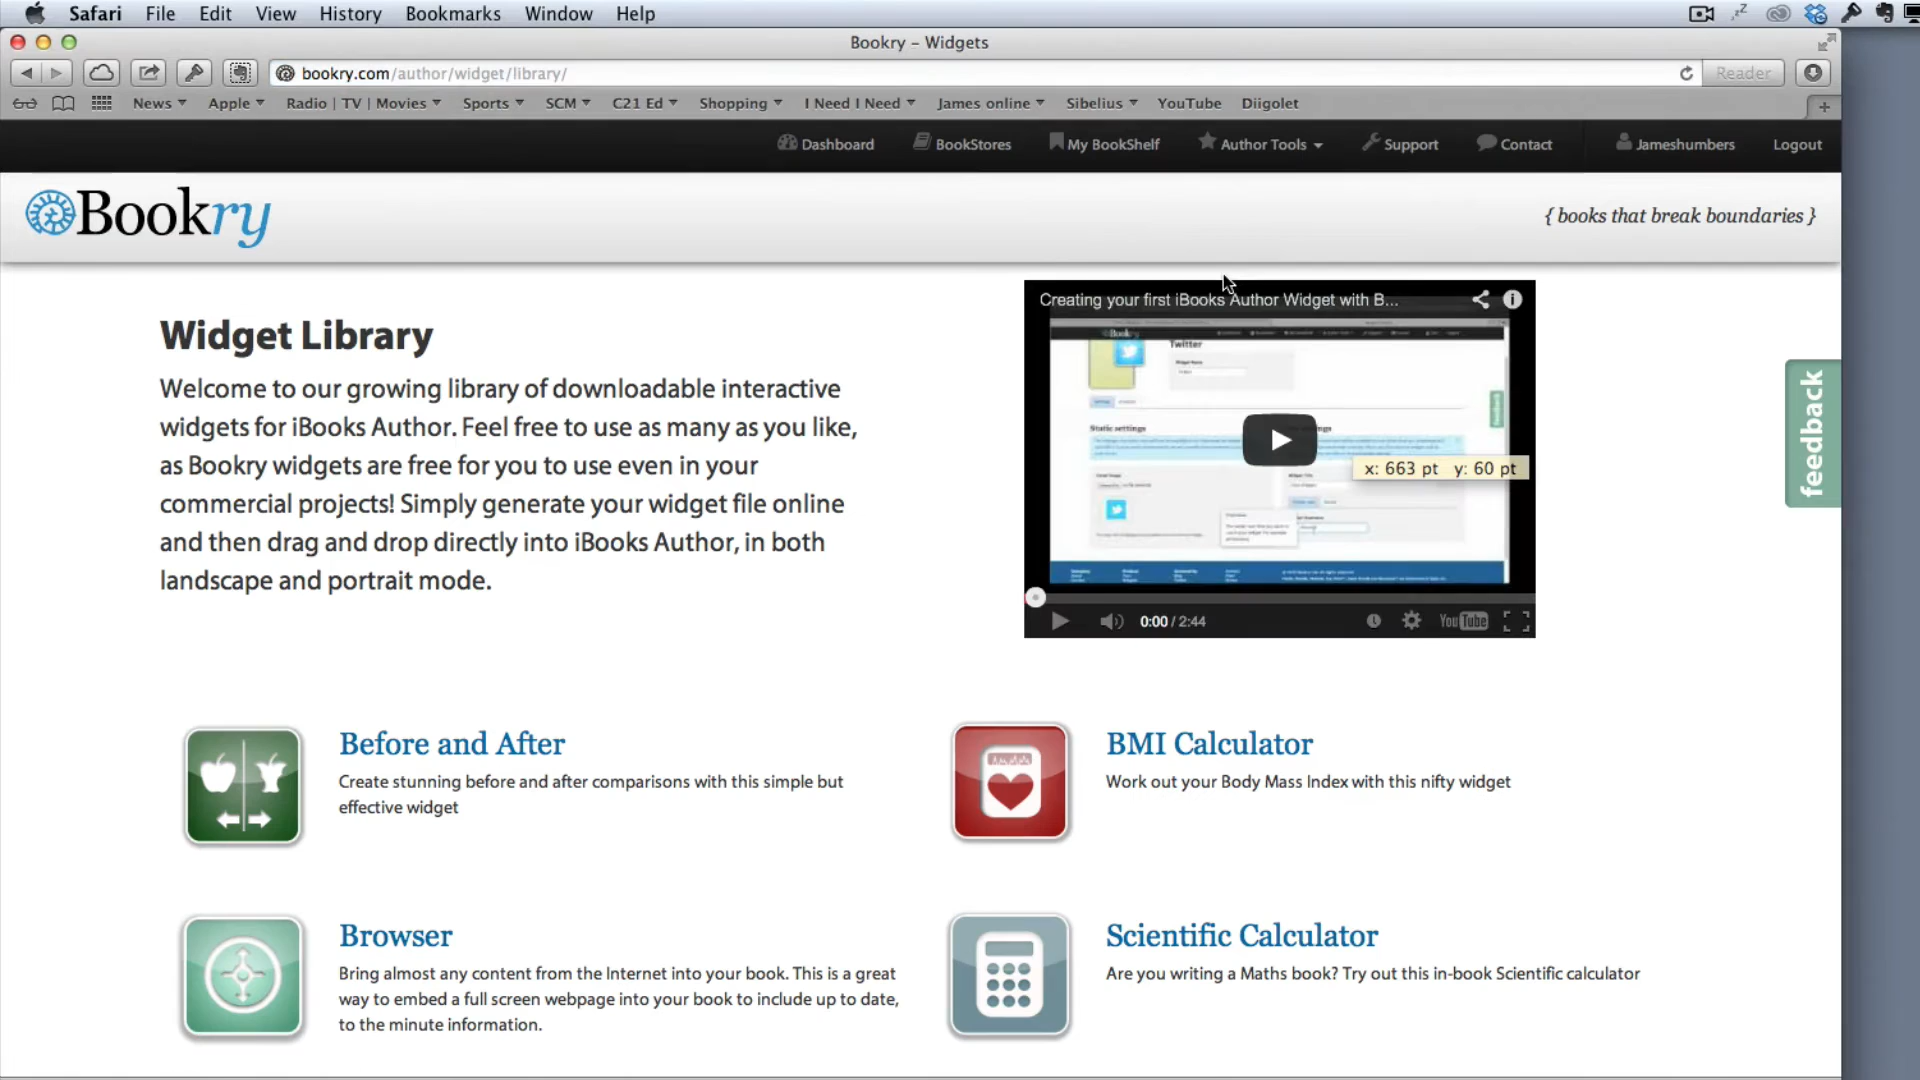 Safari File Edit View History Bookmarks Window Help
Bookry – Widgets
bookry.com/author/widget/library/
Reader
News Apple Radio | TV | Movies Sports SCM C21 Ed Shopping I Need I Need James online Sibelius YouTube Diigolet
Dashboard BookStores My BookShelf Author Tools Support Contact Jameshumbers Logout
Bookry
{ books that break boundaries }
Widget Library
Welcome to our growing library of downloadable interactive
widgets for iBooks Author. Feel free to use as many as you like,
as Bookry widgets are free for you to use even in your
commercial projects! Simply generate your widget file online
and then drag and drop directly into iBooks Author, in both
landscape and portrait mode.
Creating your first iBooks Author Widget with B...
Twitter
Static settings
x: 663 pt y: 60 pt
0:00 / 2:44
YouTube
feedback
Before and After
Create stunning before and after comparisons with this simple but
effective widget
BMI Calculator
Work out your Body Mass Index with this nifty widget
Browser
Bring almost any content from the Internet into your book. This is a great
way to embed a full screen webpage into your book to include up to date,
to the minute information.
Scientific Calculator
Are you writing a Maths book? Try out this in-book Scientific calculator